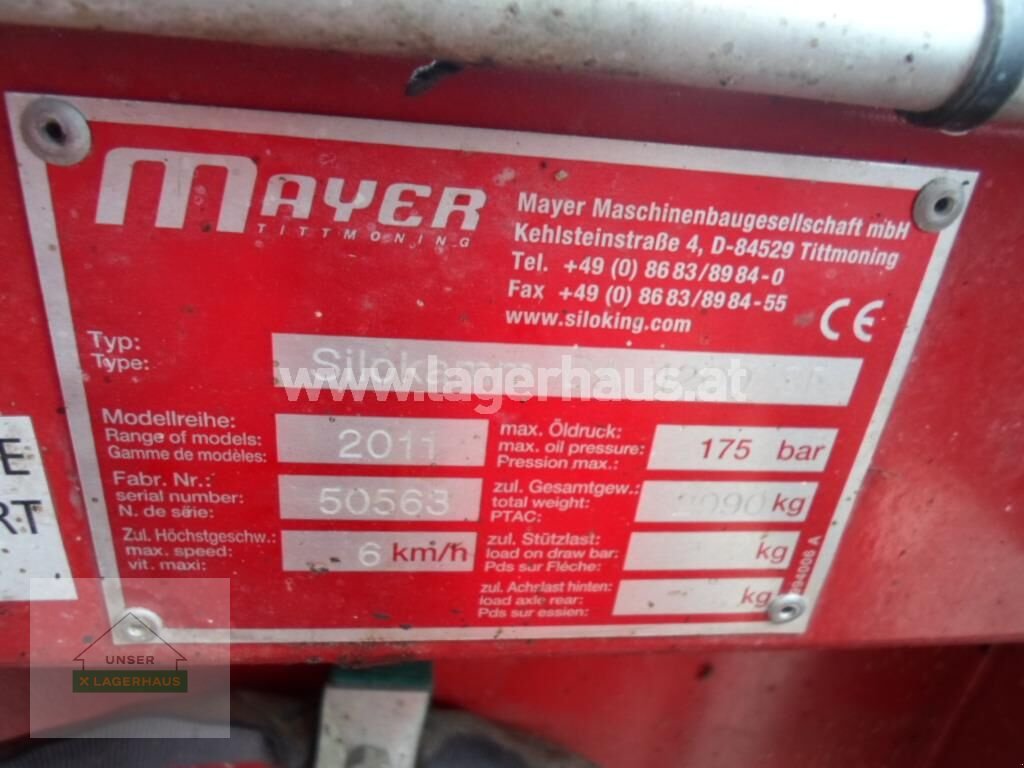 MAYER
TITTMONING
Mayer Maschinenbaugesellschaft mbH
Kehlsteinstraße 4, D-84529 Tittmoning
Tel. +49 (0) 86 83/89 84-0
Fax +49 (0) 86 83/89 84-55
www.siloking.com
CE
Typ:
Type:
Silokamm
www.lagerhaus.at
Modellreihe:
Range of models:
Gamme de modèles:
2011
max. Öldruck:
max. oil pressure:
Pression max.:
175 bar
Fabr. Nr.:
serial number:
N. de série:
50563
zul. Gesamtgew.:
total weight:
PTAC:
kg
Zul. Höchstgeschw.:
max. speed:
vit. maxi:
6 km/h
zul. Stützlast:
load on draw bar:
Pds sur Fléche:
kg
zul. Achslast hinten:
load axle rear:
Pds sur essien:
kg
E
RT
UNSER
X LAGERHAUS